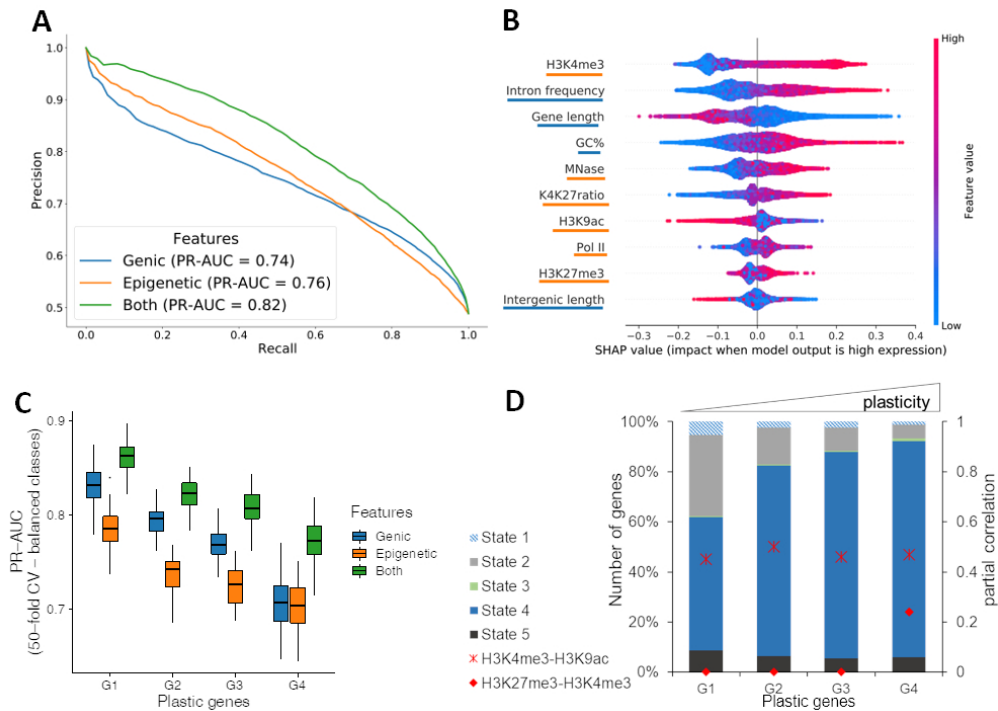 A
1.0
0.9
0.8
0.7
0.6
0.5
Precision
Features
Genic (PR-AUC = 0.74)
Epigenetic (PR-AUC = 0.76)
Both (PR-AUC = 0.82)
0.0
0.2
0.4
0.6
0.8
1.0
Recall
B
H3K4me3
Intron frequency
Gene length
GC%
MNase
K4K27ratio
H3K9ac
Pol II
H3K27me3
Intergenic length
−0.3
−0.2
−0.1
0.0
0.1
0.2
0.3
0.4
SHAP value (impact when model output is high expression)
High
Feature value
Low
C
0.9
0.8
0.7
PR-AUC
(50-fold CV – balanced classes)
G1
G2
G3
G4
Plastic genes
Features
Genic
Epigenetic
Both
D
plasticity
100%
80%
60%
40%
20%
0%
Number of genes
1
0.8
0.6
0.4
0.2
0
partial correlation
G1
G2
G3
G4
Plastic genes
State 1
State 2
State 3
State 4
State 5
H3K4me3-H3K9ac
H3K27me3-H3K4me3